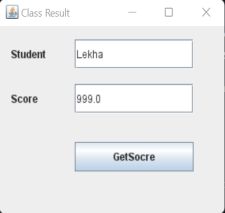 Class Result
Student Lekha
Score 999.0
GetSocre